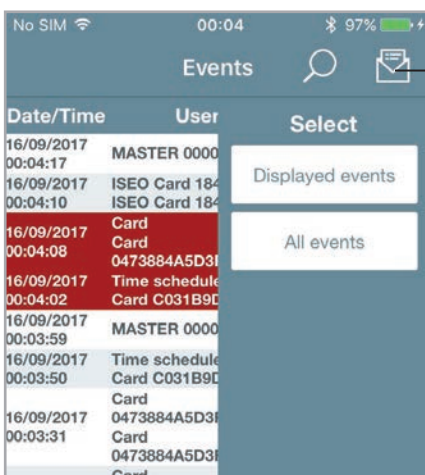 No SIM 00:04 97%
Events
Date/Time User
Select
Displayed events
All events
16/09/2017
00:04:17
MASTER 0000
16/09/2017
00:04:10
ISEO Card 184
ISEO Card 184
16/09/2017
00:04:08
Card
Card
0473884A5D3
16/09/2017
00:04:02
Time schedule
Card C031B9D
16/09/2017
00:03:59
MASTER 0000
16/09/2017
00:03:50
Time schedule
Card C031B9D
16/09/2017
00:03:31
Card
0473884A5D3
Card
0473884A5D3
Card